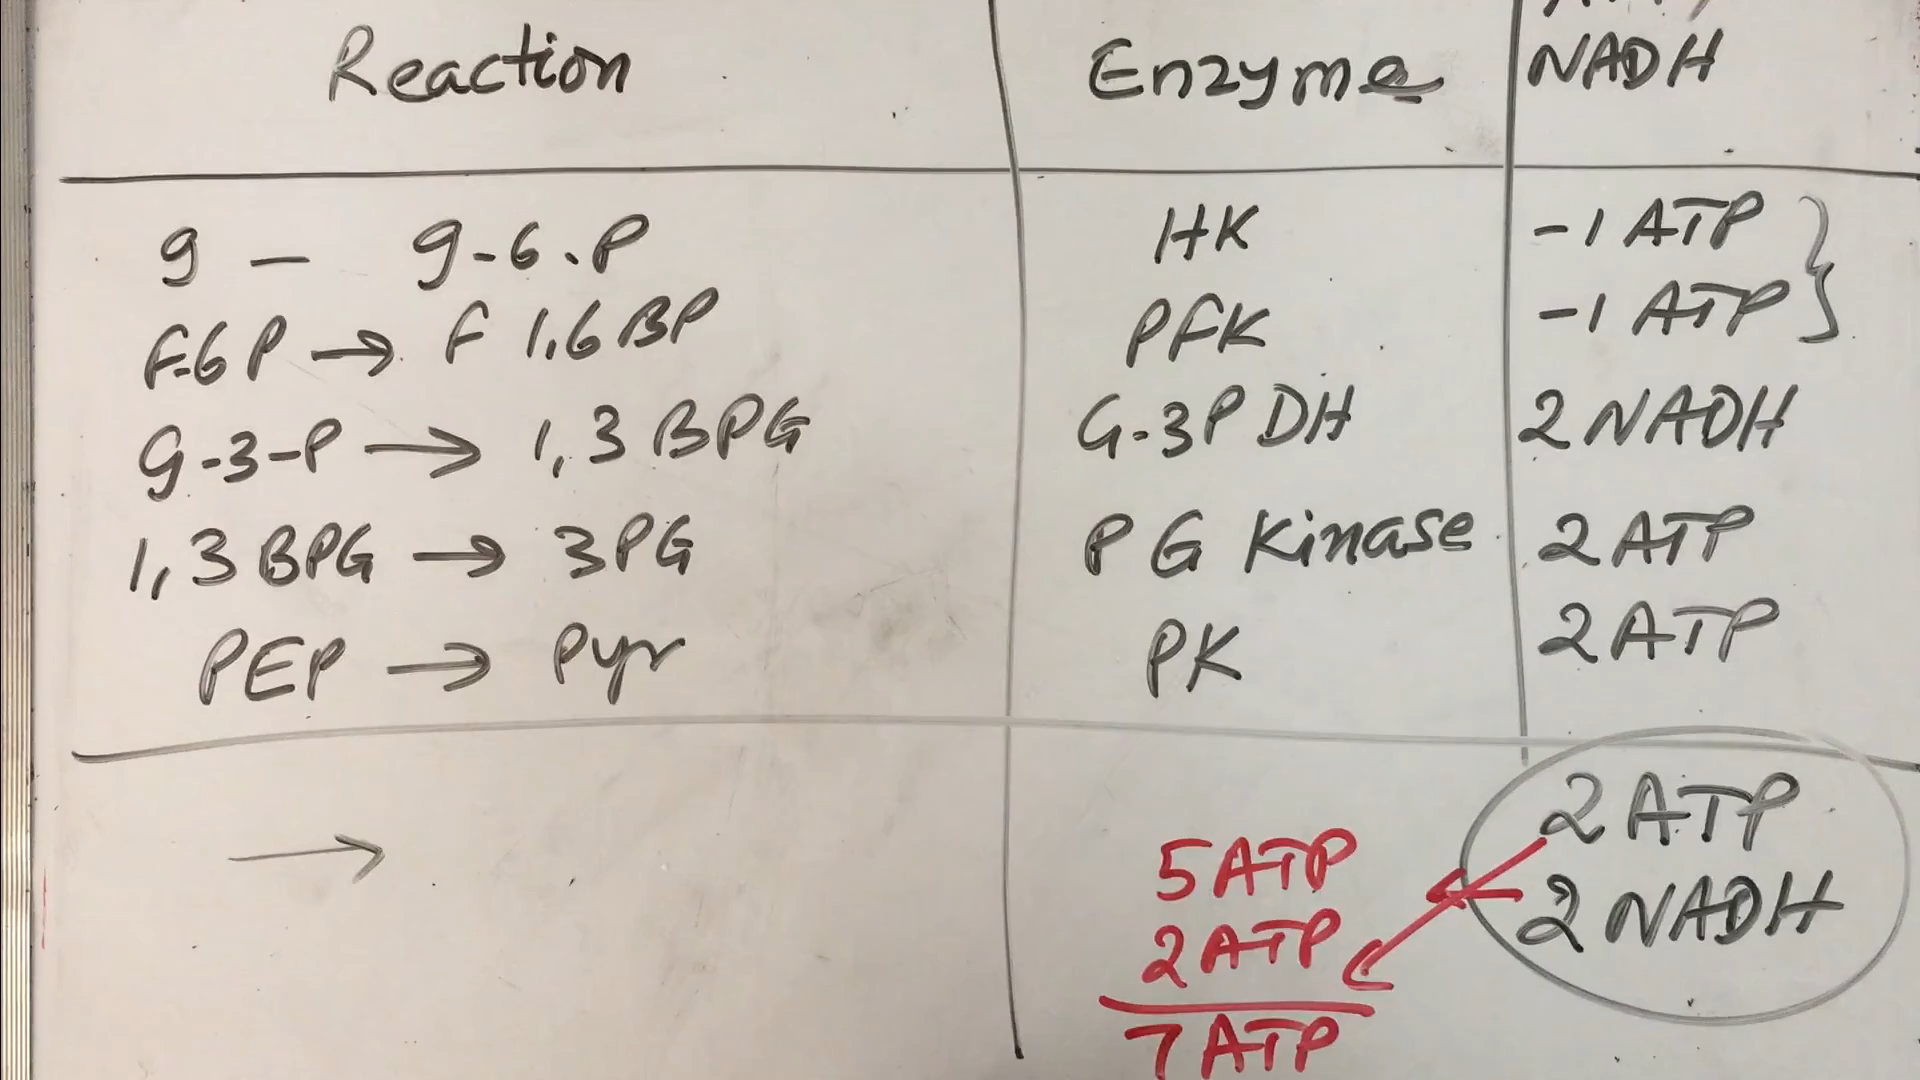 Reaction Enzyme NADH
g – g-6.P HK -1 ATP
F-6P → F 1,6 BP PFK -1 ATP
g-3-P → 1,3 BPG G-3P DH 2 NADH
1,3 BPG → 3PG PG Kinase 2 ATP
PEP → Pyr PK 2 ATP
→ 2 ATP
5 ATP 2 NADH
2 ATP
7 ATP